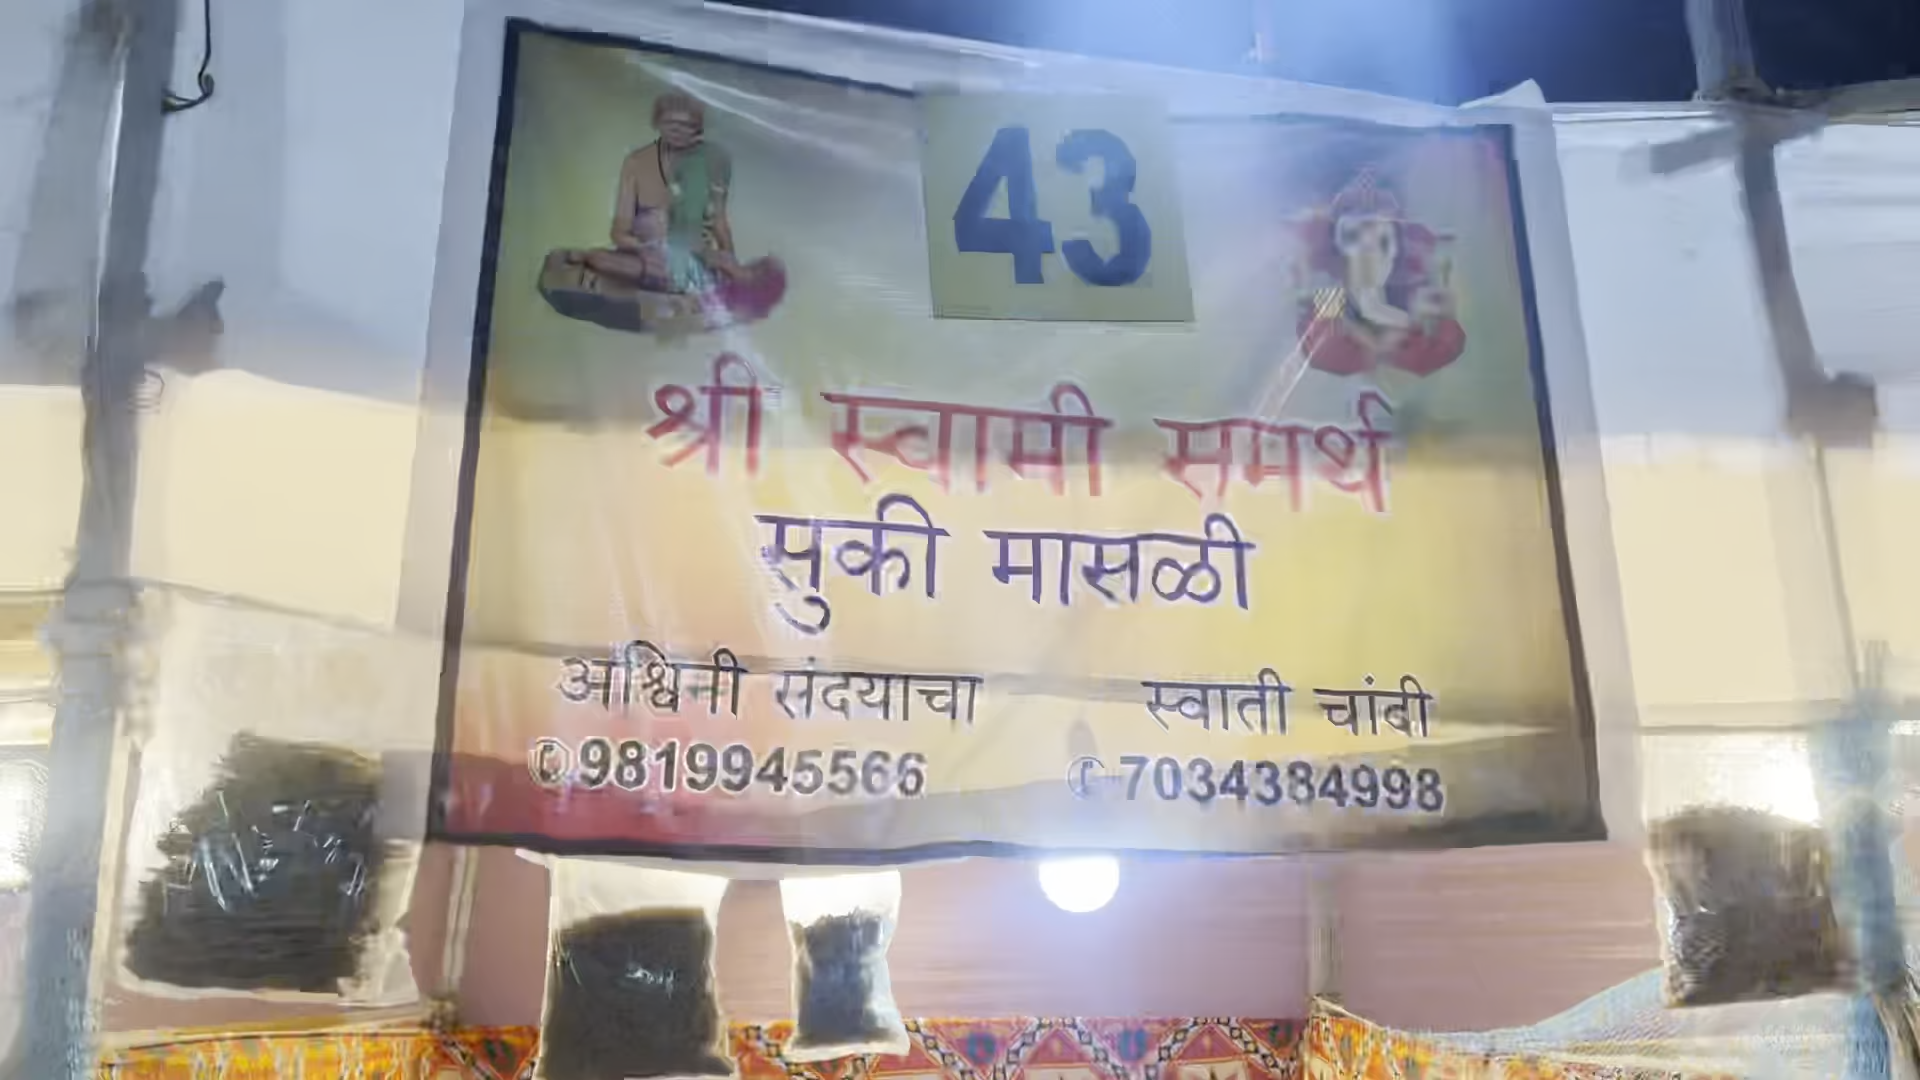 43
श्री स्वामी समर्थ
सुकी मासळी
अश्विनी संदयाचा स्वाती चांदी
✆9819945566 ✆7034384998